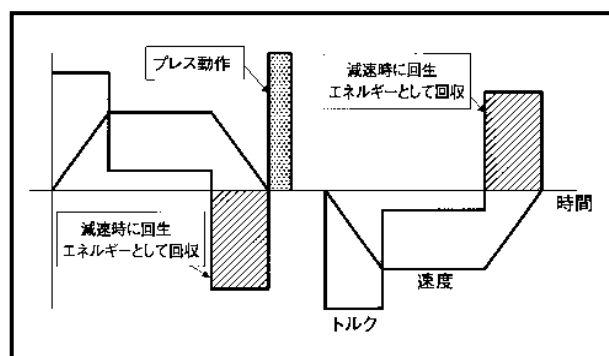 プレス動作
減速時に回生
エネルギーとして回収
時間
減速時に回生
エネルギーとして回収
速度
トルク